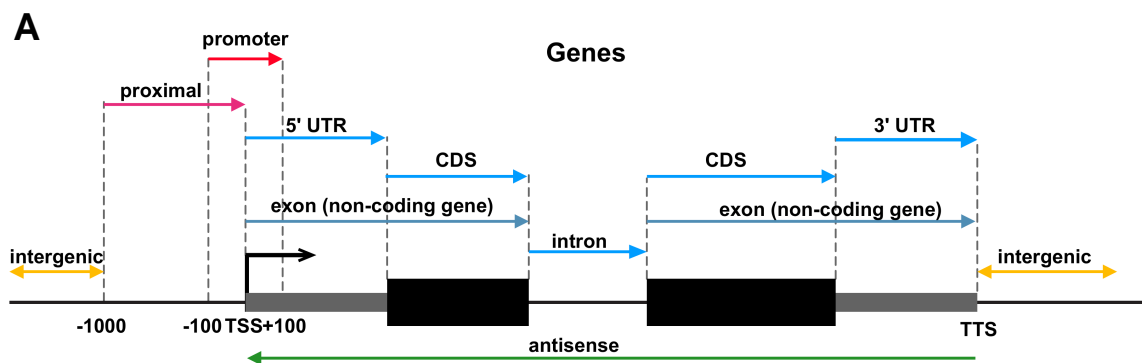 A
promoter
Genes
proximal
5' UTR
3' UTR
CDS
CDS
exon (non-coding gene)
exon (non-coding gene)
intron
intergenic
intergenic
-1000
-100 TSS+100
TTS
antisense